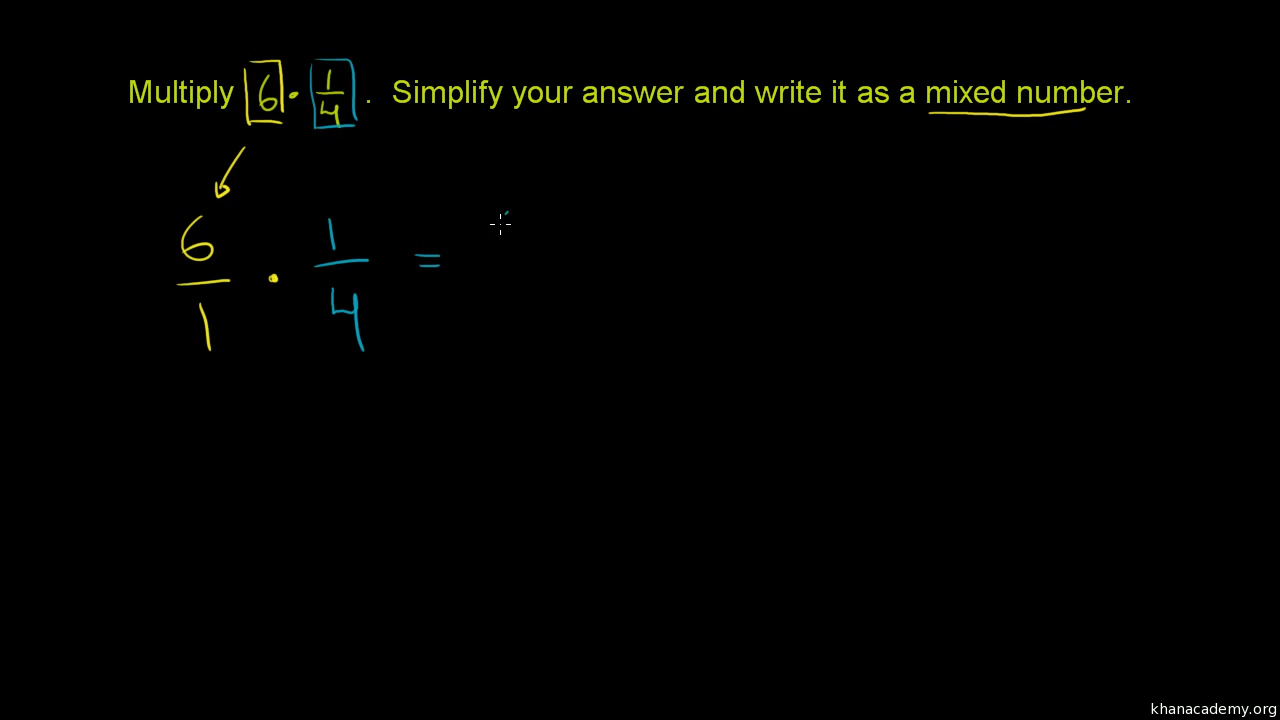 Multiply 6 · 1/4 . Simplify your answer and write it as a mixed number.
6/1 · 1/4 =
khanacademy.org